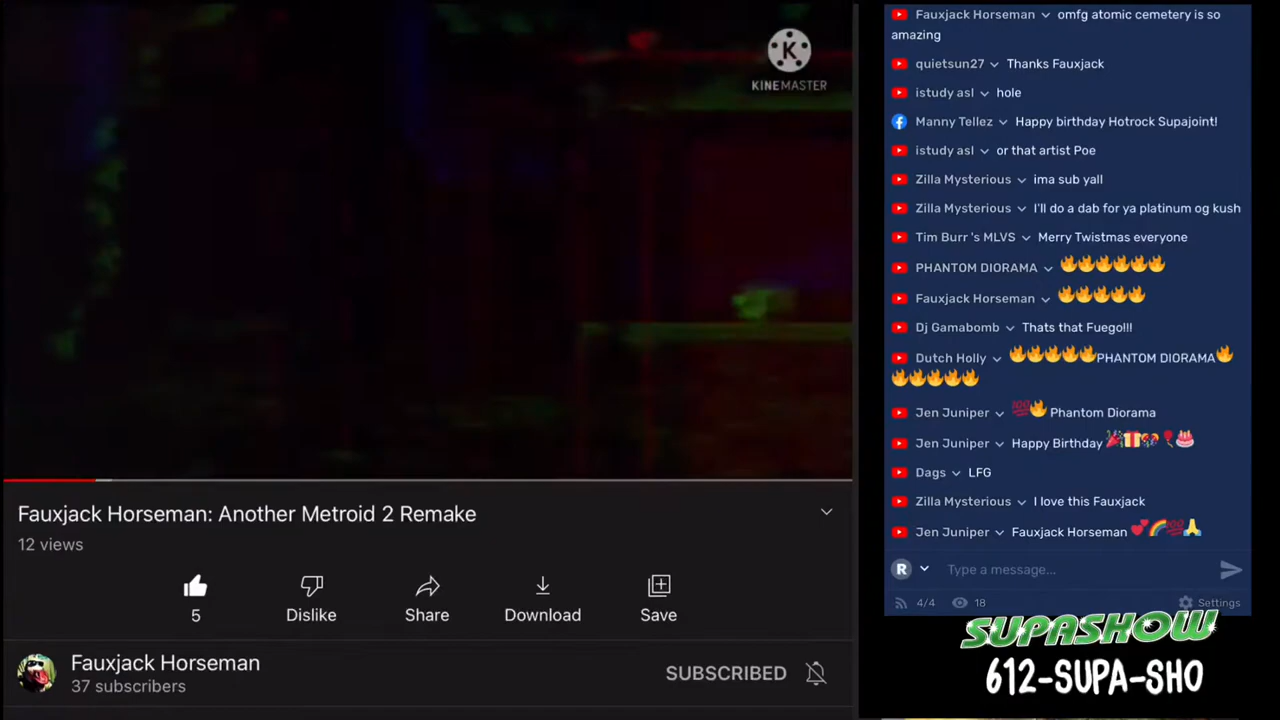 K
KINEMASTER
Fauxjack Horseman: Another Metroid 2 Remake
12 views
5
Dislike
Share
Download
Save
Fauxjack Horseman
37 subscribers
SUBSCRIBED
Fauxjack Horseman omfg atomic cemetery is so
amazing
quietsun27 Thanks Fauxjack
istudy asl hole
Manny Tellez Happy birthday Hotrock Supajoint!
istudy asl or that artist Poe
Zilla Mysterious ima sub yall
Zilla Mysterious I'll do a dab for ya platinum og kush
Tim Burr 's MLVS Merry Twistmas everyone
PHANTOM DIORAMA 🔥🔥🔥🔥🔥🔥
Fauxjack Horseman 🔥🔥🔥🔥🔥
Dj Gamabomb Thats that Fuego!!!
Dutch Holly 🔥🔥🔥🔥🔥PHANTOM DIORAMA🔥
🔥🔥🔥🔥🔥
Jen Juniper 💯🔥 Phantom Diorama
Jen Juniper Happy Birthday 🎉🎁🎊🎈🎂
Dags LFG
Zilla Mysterious I love this Fauxjack
Jen Juniper Fauxjack Horseman 💕🌈💯🙏
R
Type a message...
4/4 18 Settings
SUPASHOW
612-SUPA-SHO